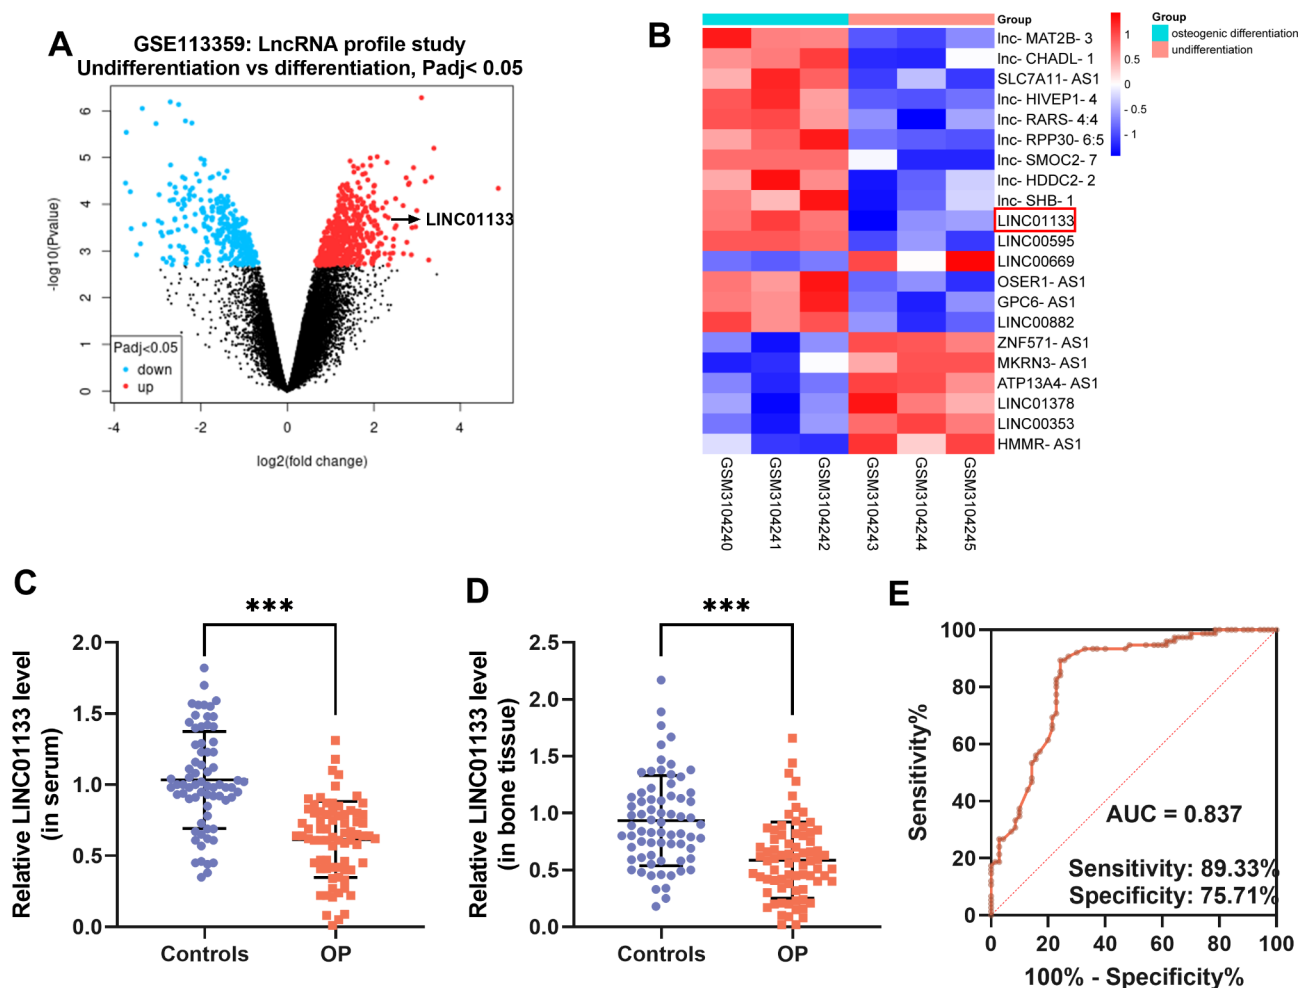 A
GSE113359: LncRNA profile study
Undifferentiation vs differentiation, Padj< 0.05
-log10(Pvalue)
6
5
4
3
2
1
0
LINC01133
Padj<0.05
down
up
-4
-2
0
2
4
log2(fold change)
B
Group
lnc- MAT2B- 3
lnc- CHADL- 1
SLC7A11- AS1
lnc- HIVEP1- 4
lnc- RARS- 4:4
lnc- RPP30- 6:5
lnc- SMOC2- 7
lnc- HDDC2- 2
lnc- SHB- 1
LINC01133
LINC00595
LINC00669
OSER1- AS1
GPC6- AS1
LINC00882
ZNF571- AS1
MKRN3- AS1
ATP13A4- AS1
LINC01378
LINC00353
HMMR- AS1
GSM3104240
GSM3104241
GSM3104242
GSM3104243
GSM3104244
GSM3104245
1
0.5
0
- 0.5
- 1
Group
osteogenic differentiation
undifferentiation
C
***
Relative LINC01133 level
(in serum)
2.0
1.5
1.0
0.5
0.0
Controls
OP
D
***
Relative LINC01133 level
(in bone tissue)
2.5
2.0
1.5
1.0
0.5
0.0
Controls
OP
E
Sensitivity%
100
80
60
40
20
0
AUC = 0.837
Sensitivity: 89.33%
Specificity: 75.71%
0
20
40
60
80
100
100% - Specificity%